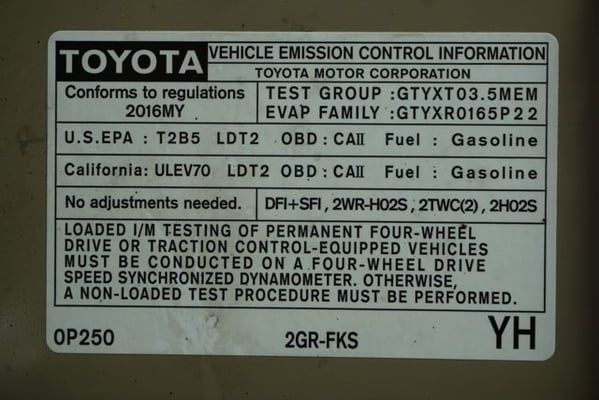 TOYOTA VEHICLE EMISSION CONTROL INFORMATION
TOYOTA MOTOR CORPORATION
Conforms to regulations
2016MY
TEST GROUP :GTYXT03.5MEM
EVAP FAMILY :GTYXR0165P22
U.S.EPA : T2B5 LDT2 OBD:CAII Fuel : Gasoline
California: ULEV70 LDT2 OBD:CAII Fuel : Gasoline
No adjustments needed. DFI+SFI, 2WR-HO2S, 2TWC(2), 2HO2S
LOADED I/M TESTING OF PERMANENT FOUR-WHEEL
DRIVE OR TRACTION CONTROL-EQUIPPED VEHICLES
MUST BE CONDUCTED ON A FOUR-WHEEL DRIVE
SPEED SYNCHRONIZED DYNAMOMETER. OTHERWISE,
A NON-LOADED TEST PROCEDURE MUST BE PERFORMED.
0P250 2GR-FKS YH